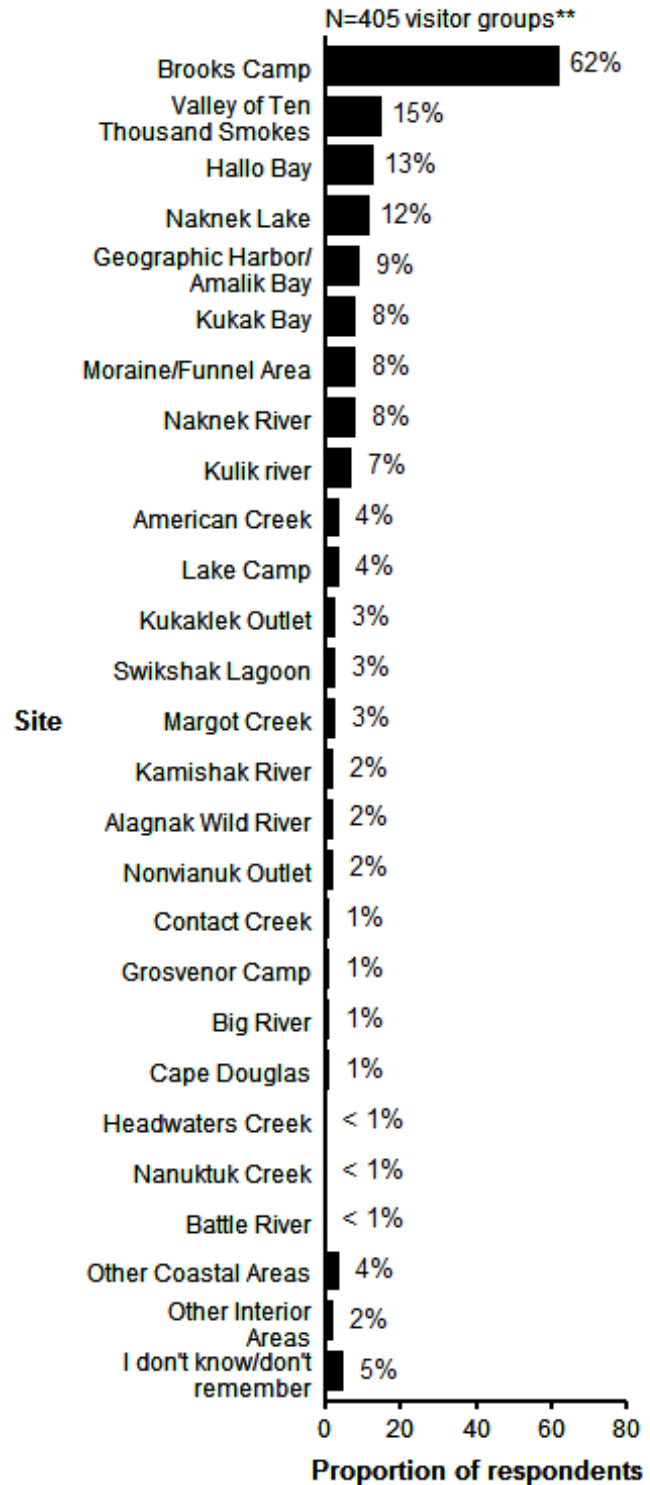 N=405 visitor groups**
Brooks Camp 62%
Valley of Ten
Thousand Smokes 15%
Hallo Bay 13%
Naknek Lake 12%
Geographic Harbor/
Amalik Bay 9%
Kukak Bay 8%
Moraine/Funnel Area 8%
Naknek River 8%
Kulik river 7%
American Creek 4%
Lake Camp 4%
Kukaklek Outlet 3%
Swikshak Lagoon 3%
Site
Margot Creek 3%
Kamishak River 2%
Alagnak Wild River 2%
Nonvianuk Outlet 2%
Contact Creek 1%
Grosvenor Camp 1%
Big River 1%
Cape Douglas 1%
Headwaters Creek < 1%
Nanuktuk Creek < 1%
Battle River < 1%
Other Coastal Areas 4%
Other Interior
Areas 2%
I don't know/don't
remember 5%
0 20 40 60 80
Proportion of respondents